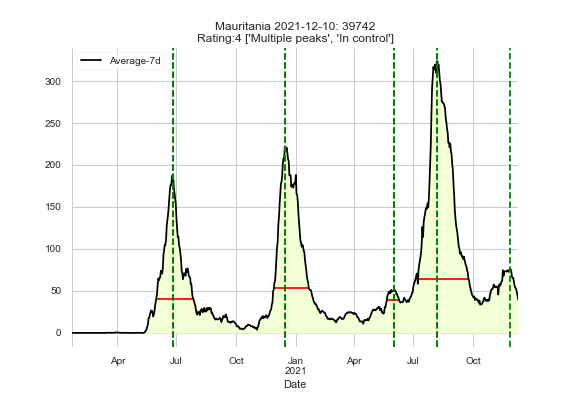 Mauritania 2021-12-10: 39742
Rating:4 ['Multiple peaks', 'In control']
Average-7d
300
250
200
150
100
50
0
Apr Jul Oct Jan Apr Jul Oct
2021
Date